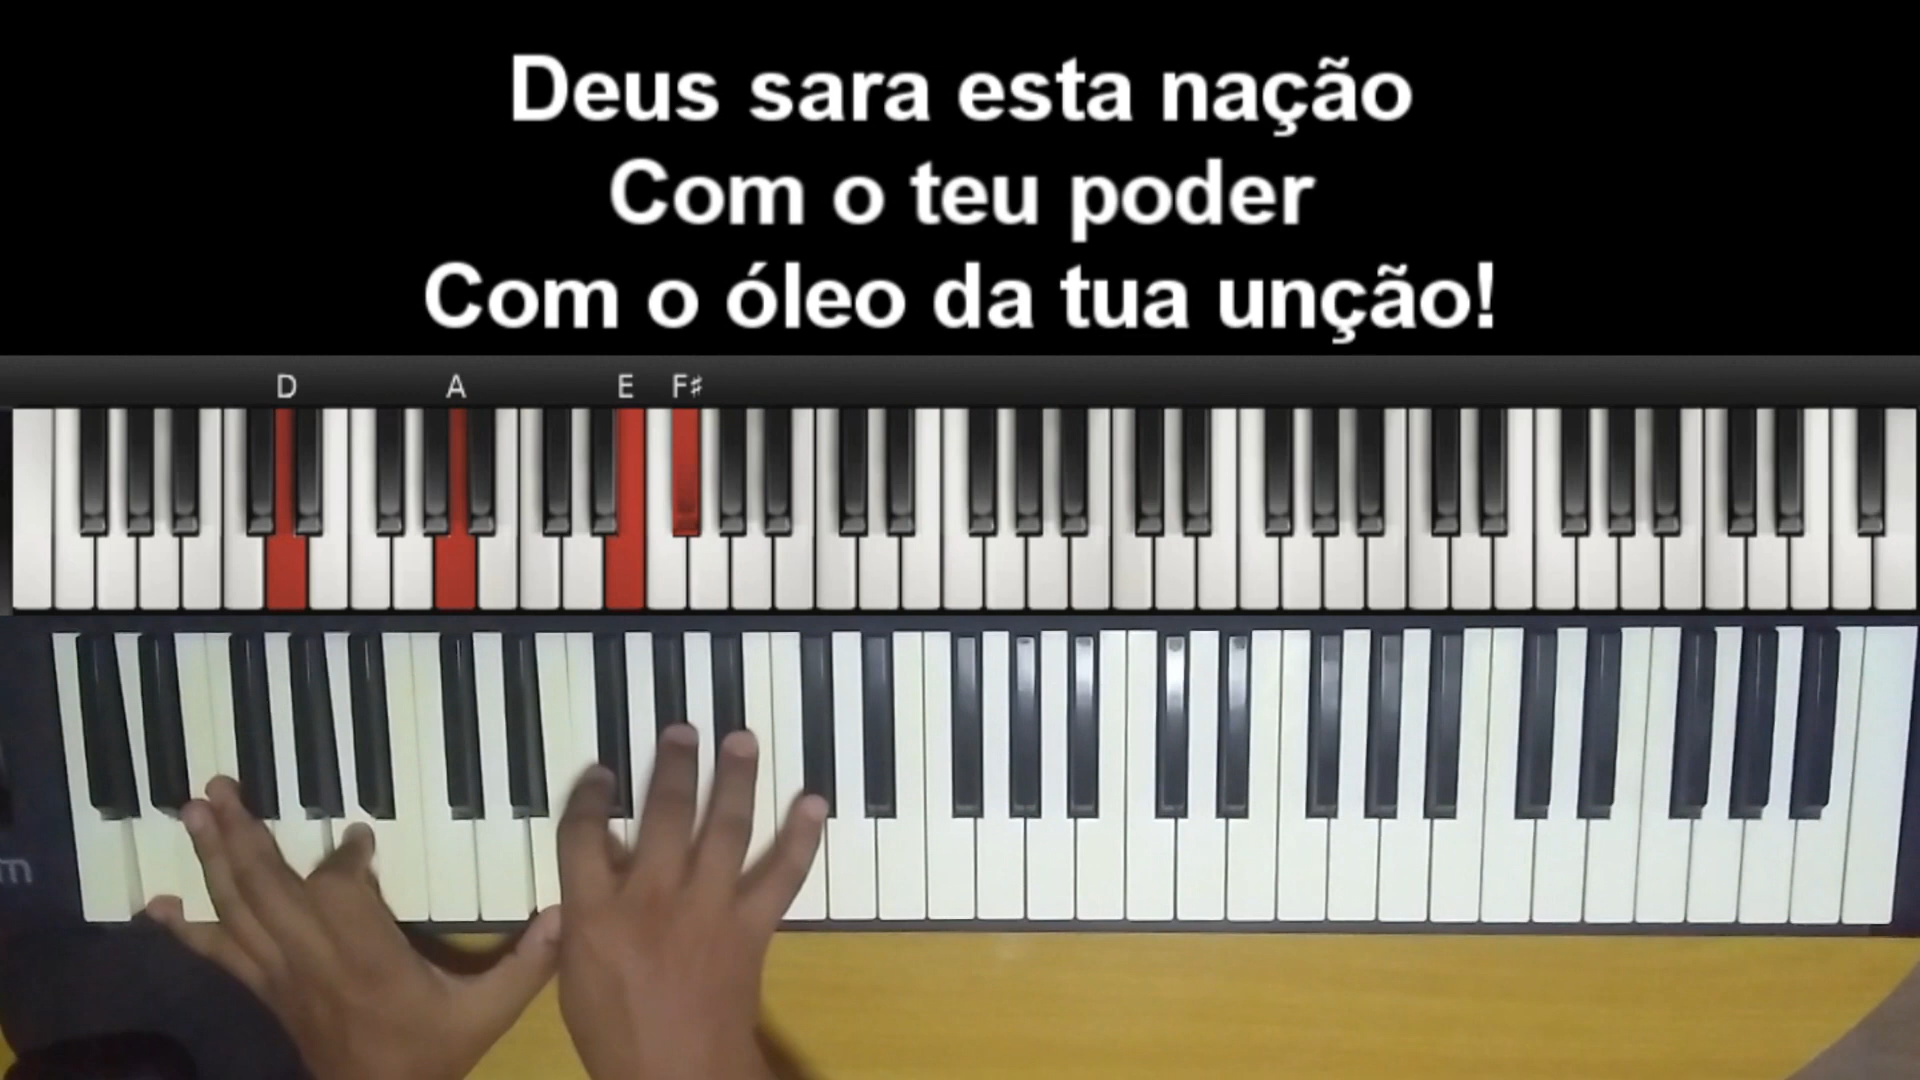 Deus sara esta nação
Com o teu poder
Com o óleo da tua unção!
D A E F♯
m